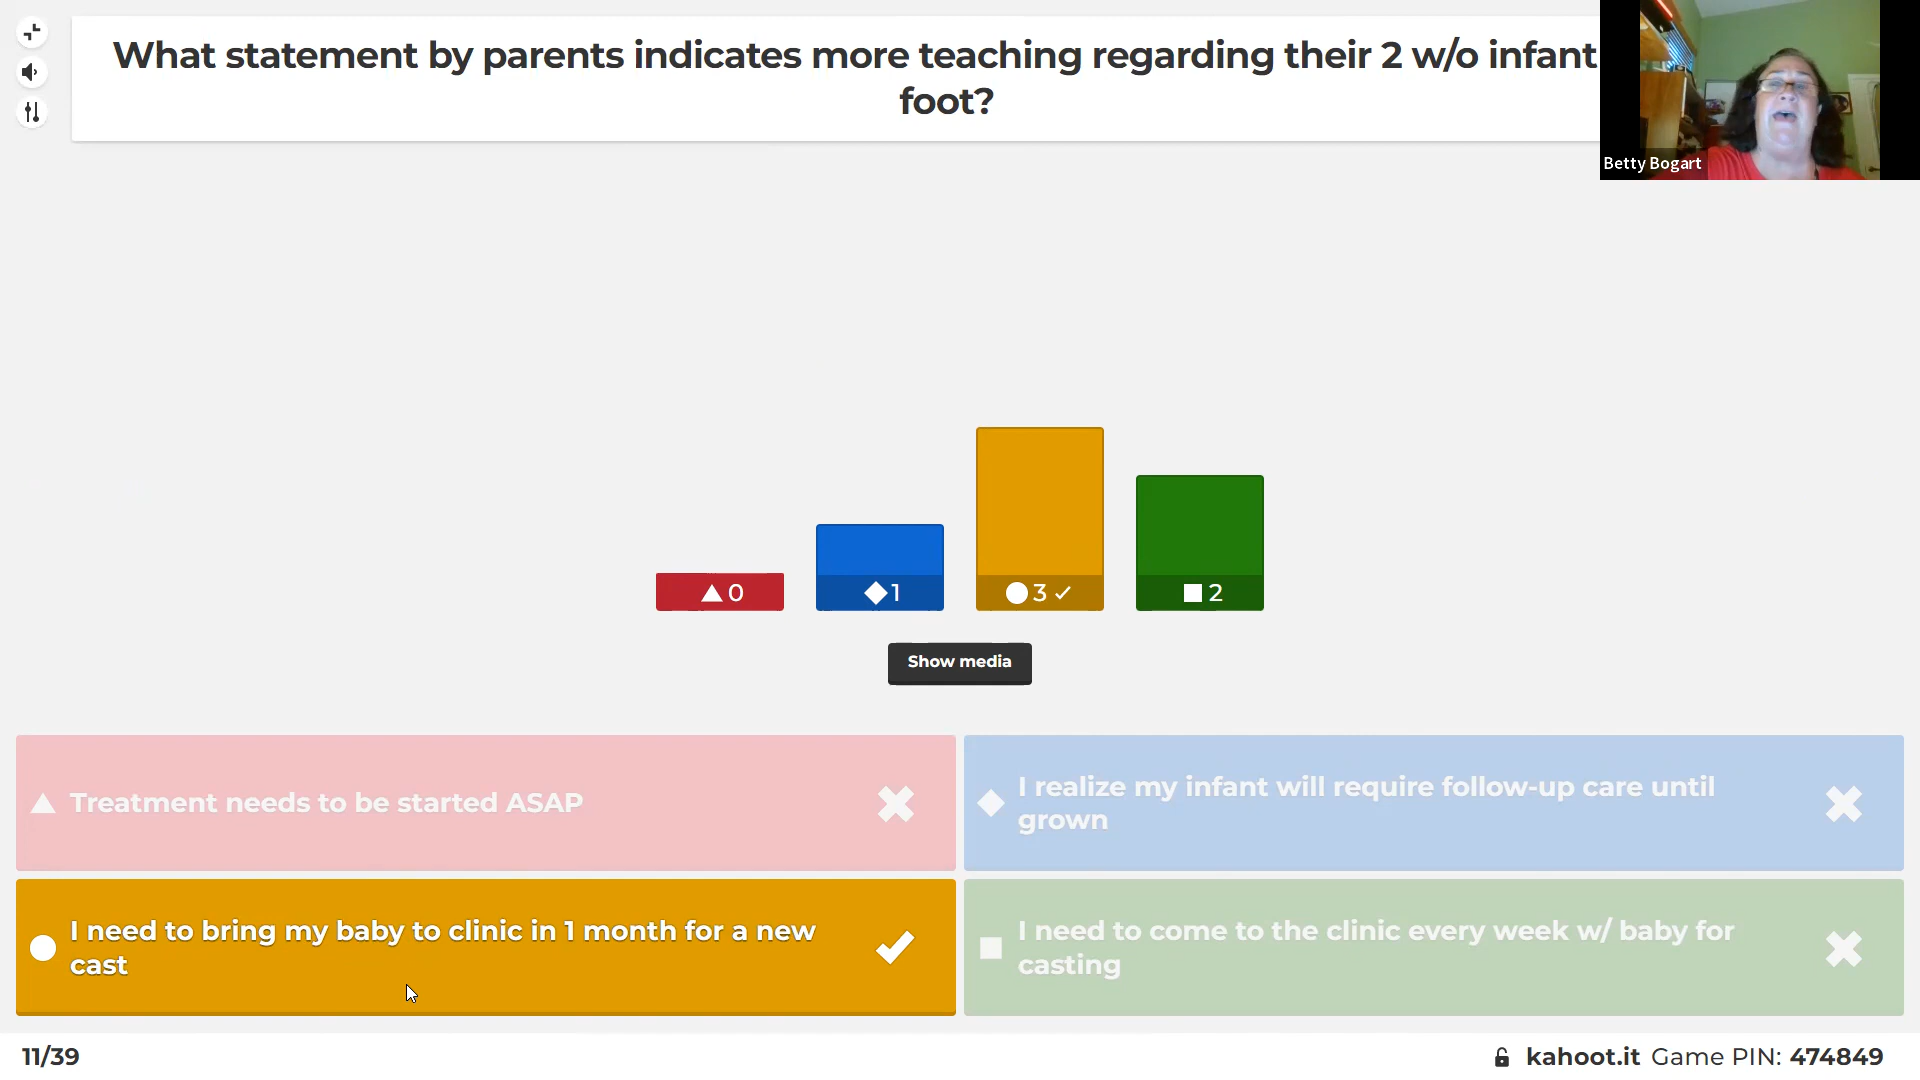 What statement by parents indicates more teaching regarding their 2 w/o infant
foot?
Betty Bogart
0
1
3
2
Show media
Treatment needs to be started ASAP
I realize my infant will require follow-up care until
grown
I need to bring my baby to clinic in 1 month for a new
cast
I need to come to the clinic every week w/ baby for
casting
11/39
kahoot.it Game PIN: 474849